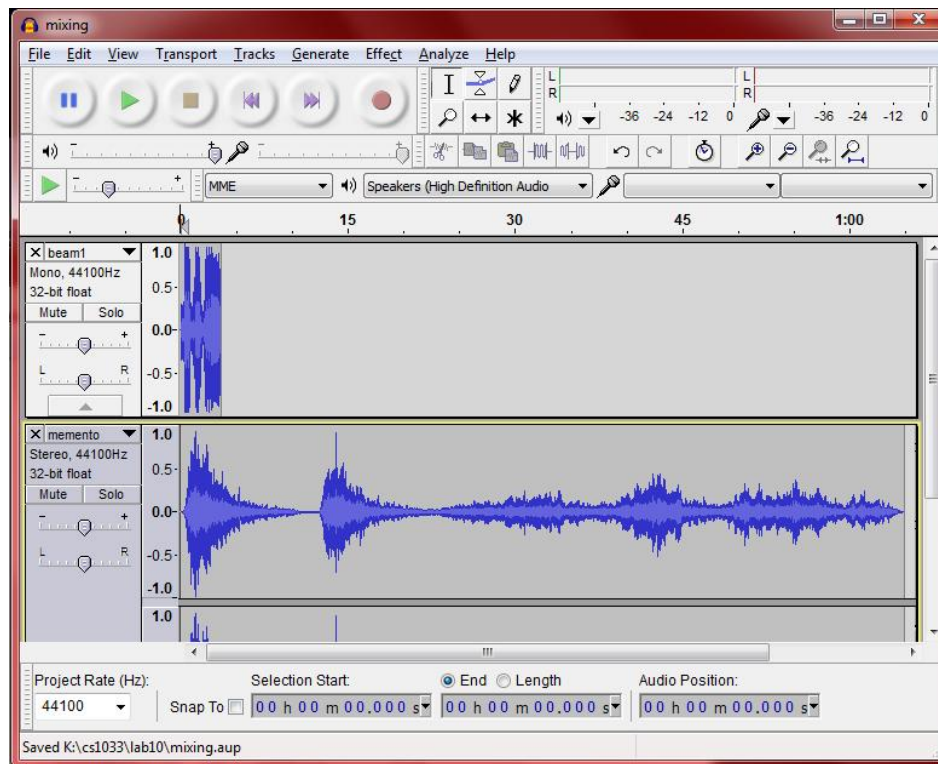 mixing
File Edit View Transport Tracks Generate Effect Analyze Help
L
R
-36 -24 -12 0
L
R
-36 -24 -12 0
MME
Speakers (High Definition Audio
0 15 30 45 1:00
beam1
Mono, 44100Hz
32-bit float
Mute Solo
- +
L R
1.0
0.5-
0.0-
-0.5-
-1.0
memento
Stereo, 44100Hz
32-bit float
Mute Solo
- +
L R
1.0
0.5-
0.0-
-0.5-
-1.0
1.0
Project Rate (Hz): Selection Start: End Length Audio Position:
44100 Snap To 00 h 00 m 00.000 s 00 h 00 m 00.000 s 00 h 00 m 00.000 s
Saved K:\cs1033\lab10\mixing.aup